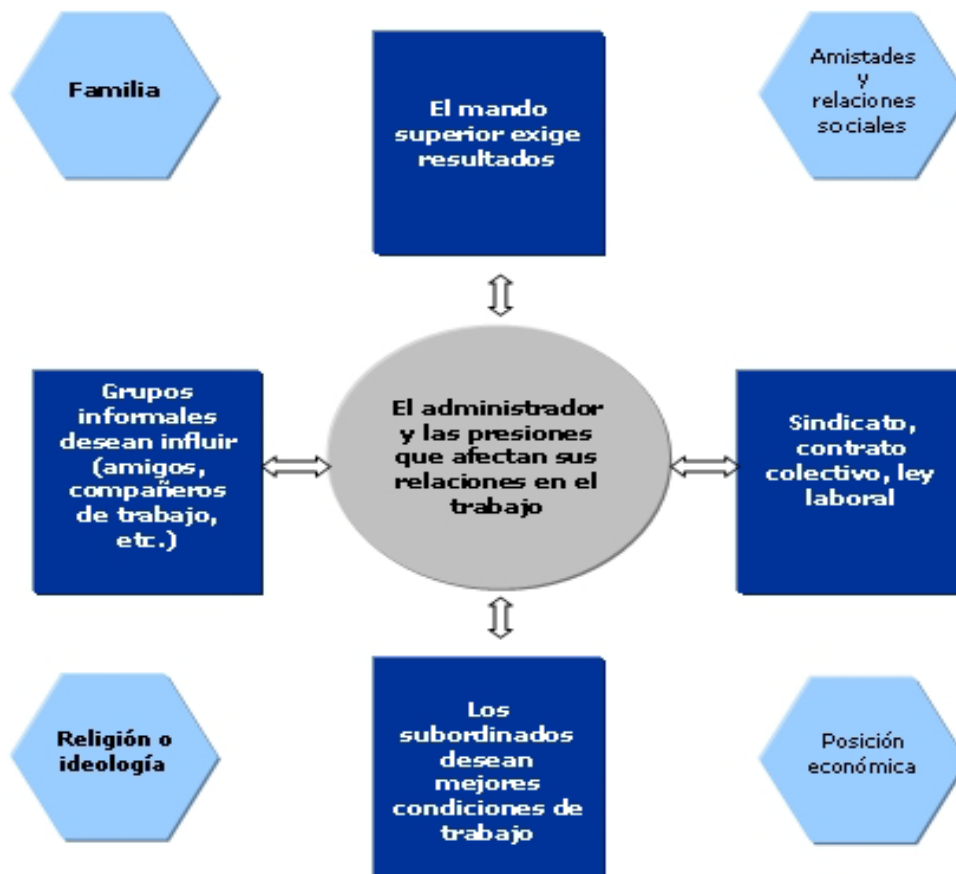 Familia
El mando
superior exige
resultados
Amistades
y
relaciones
sociales
Grupos
informales
desean influir
(amigos,
compañeros
de trabajo,
etc.)
El administrador
y las presiones
que afectan sus
relaciones en el
trabajo
Sindicato,
contrato
colectivo, ley
laboral
Religión o
ideología
Los
subordinados
desean
mejores
condiciones de
trabajo
Posición
económica